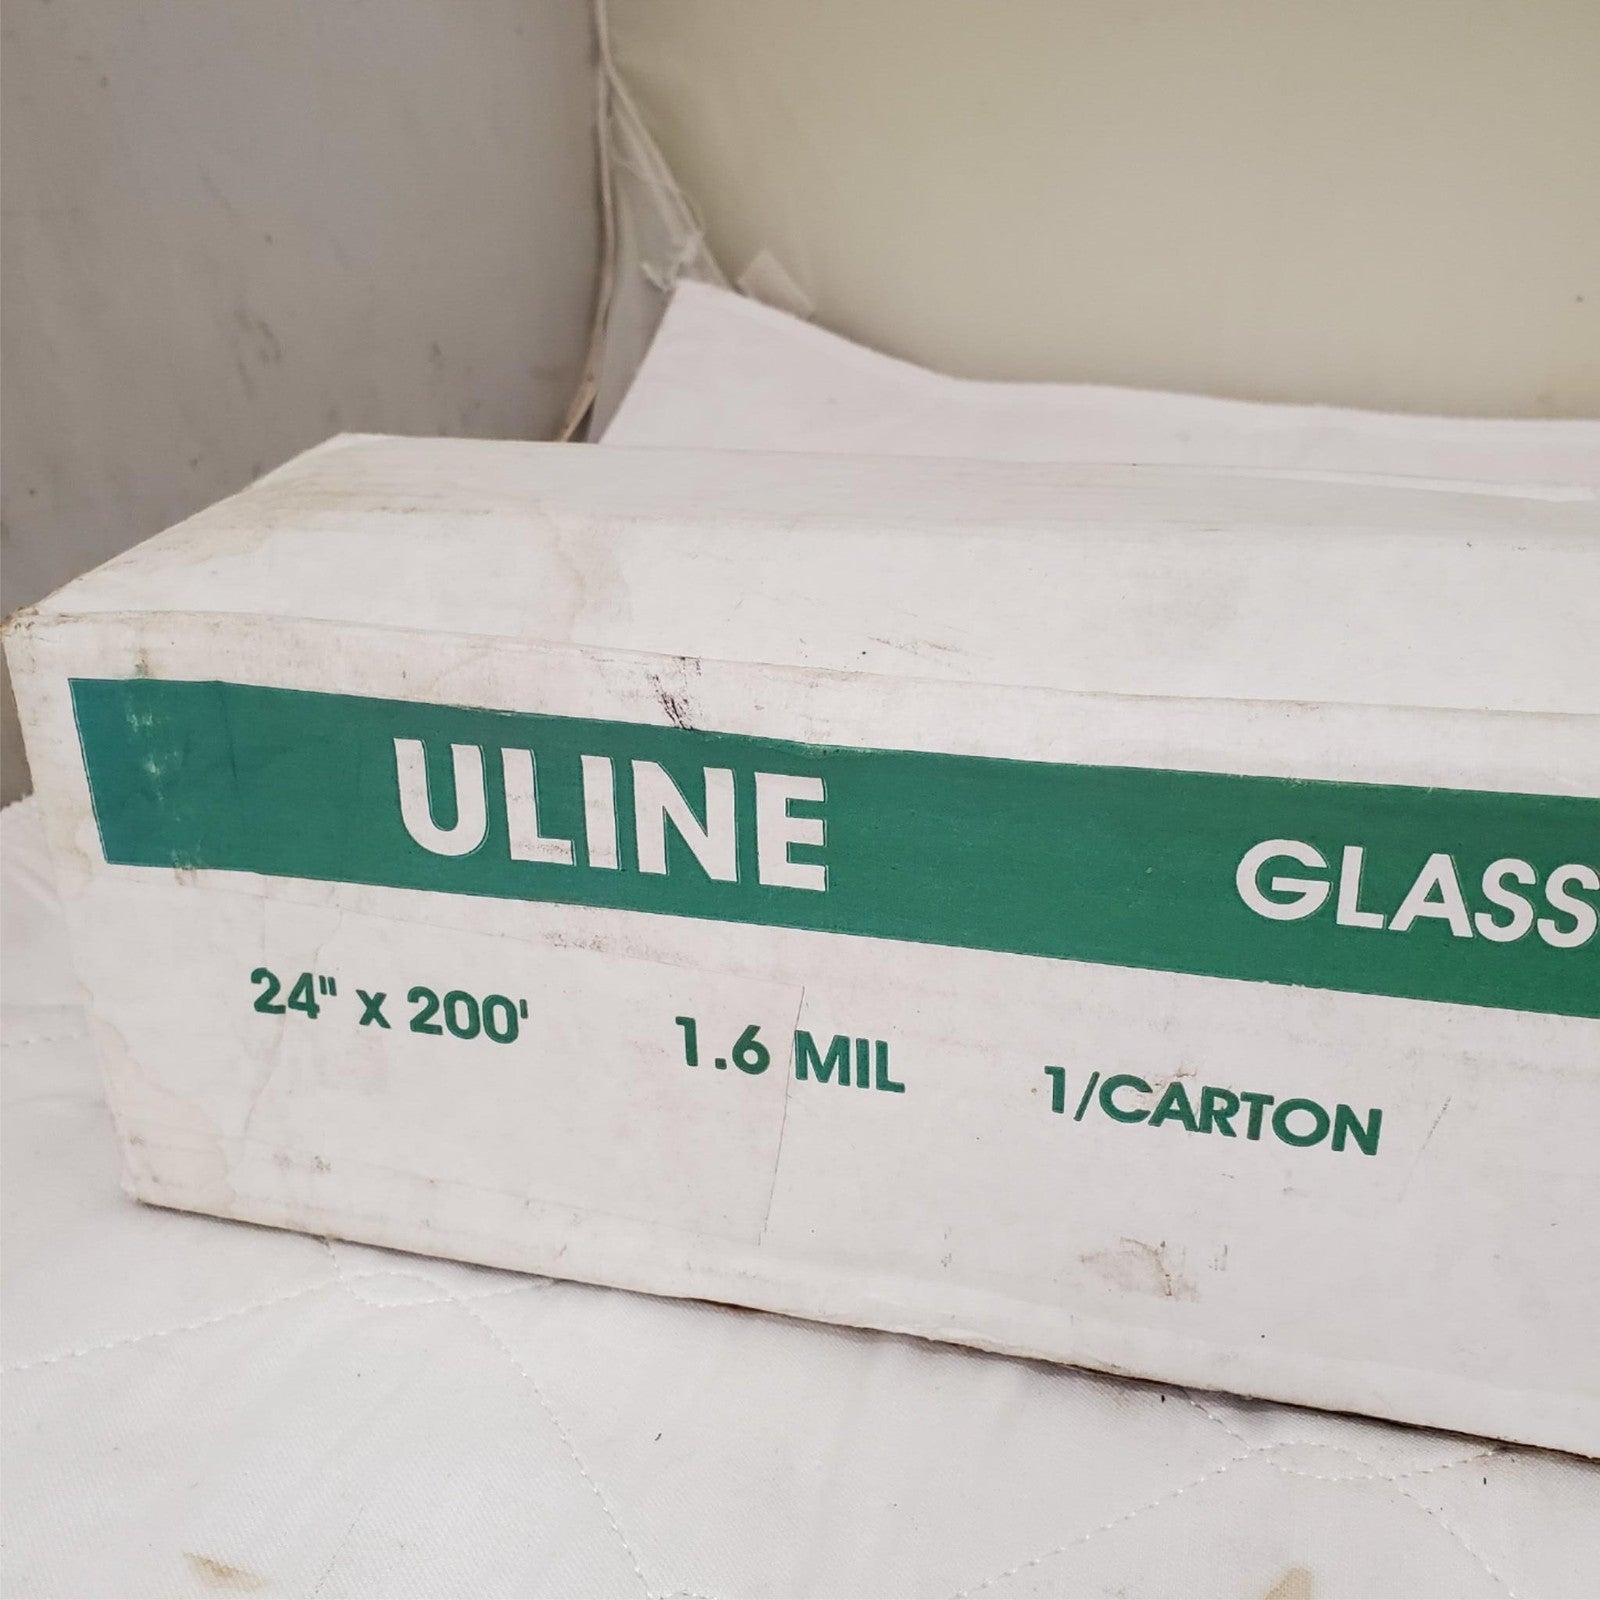 ULINE GLASS
24" x 200' 1.6 MIL 1/CARTON